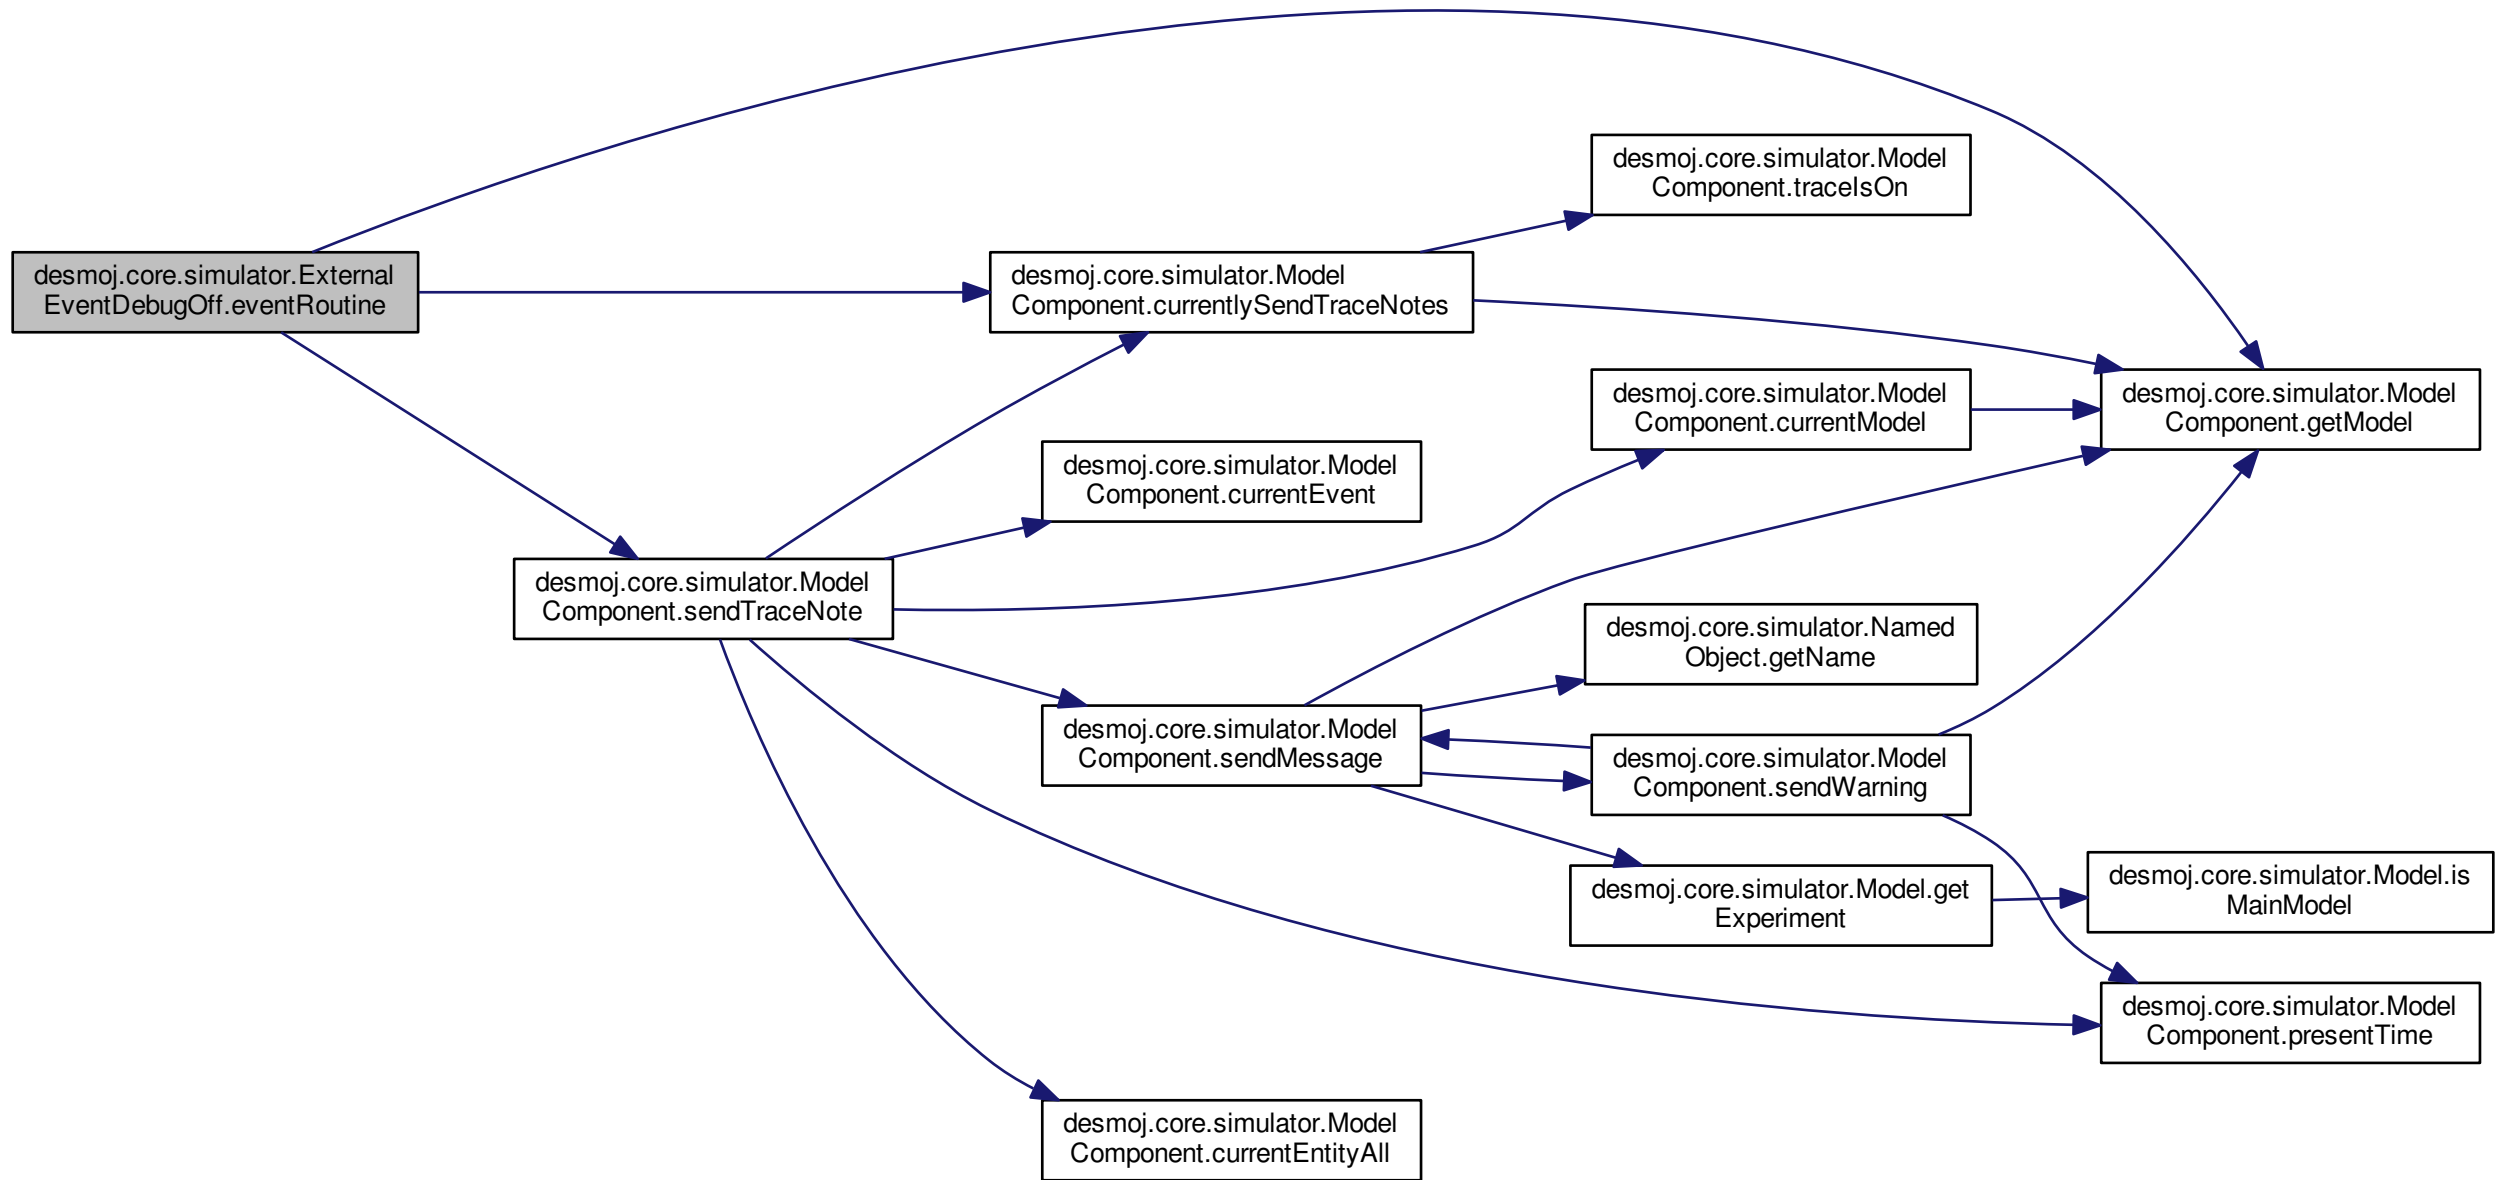 desmoj.core.simulator.External
EventDebugOff.eventRoutine
desmoj.core.simulator.Model
Component.sendTraceNote
desmoj.core.simulator.Model
Component.currentlySendTraceNotes
desmoj.core.simulator.Model
Component.currentEvent
desmoj.core.simulator.Model
Component.sendMessage
desmoj.core.simulator.Model
Component.currentEntityAll
desmoj.core.simulator.Model
Component.traceIsOn
desmoj.core.simulator.Model
Component.currentModel
desmoj.core.simulator.Named
Object.getName
desmoj.core.simulator.Model
Component.sendWarning
desmoj.core.simulator.Model.get
Experiment
desmoj.core.simulator.Model
Component.getModel
desmoj.core.simulator.Model.is
MainModel
desmoj.core.simulator.Model
Component.presentTime